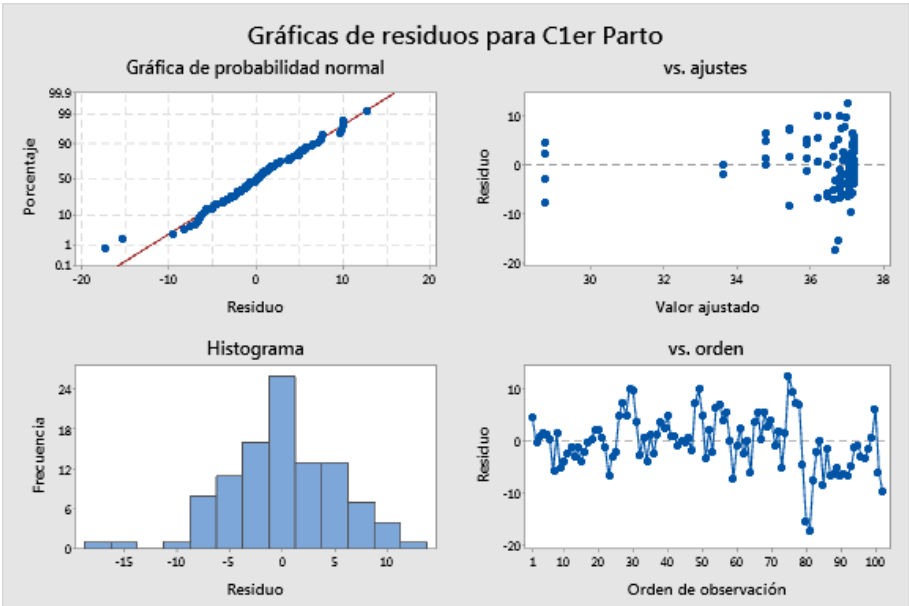 Gráficas de residuos para C1er Parto
Gráfica de probabilidad normal
99.9
99
90
50
10
1
0.1
Porcentaje
-20 -10 0 10 20
Residuo
vs. ajustes
10
0
-10
-20
Residuo
30 32 34 36 38
Valor ajustado
Histograma
24
18
12
6
0
Frecuencia
-15 -10 -5 0 5 10
Residuo
vs. orden
10
0
-10
-20
Residuo
1 10 20 30 40 50 60 70 80 90 100
Orden de observación